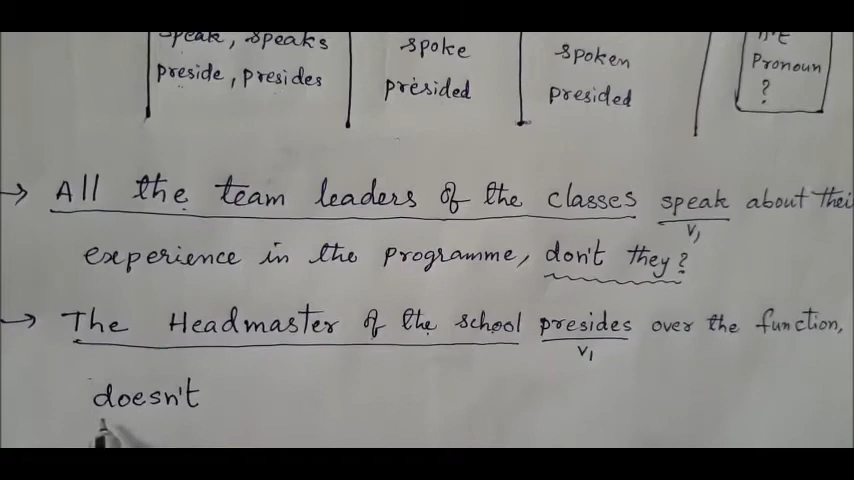 speak, speaks
preside, presides
spoke
presided
spoken
presided
n't
Pronoun
?
→ All the team leaders of the classes speak about their
V1
experience in the programme, don't they?
→ The Headmaster of the school presides over the function,
V1
doesn't